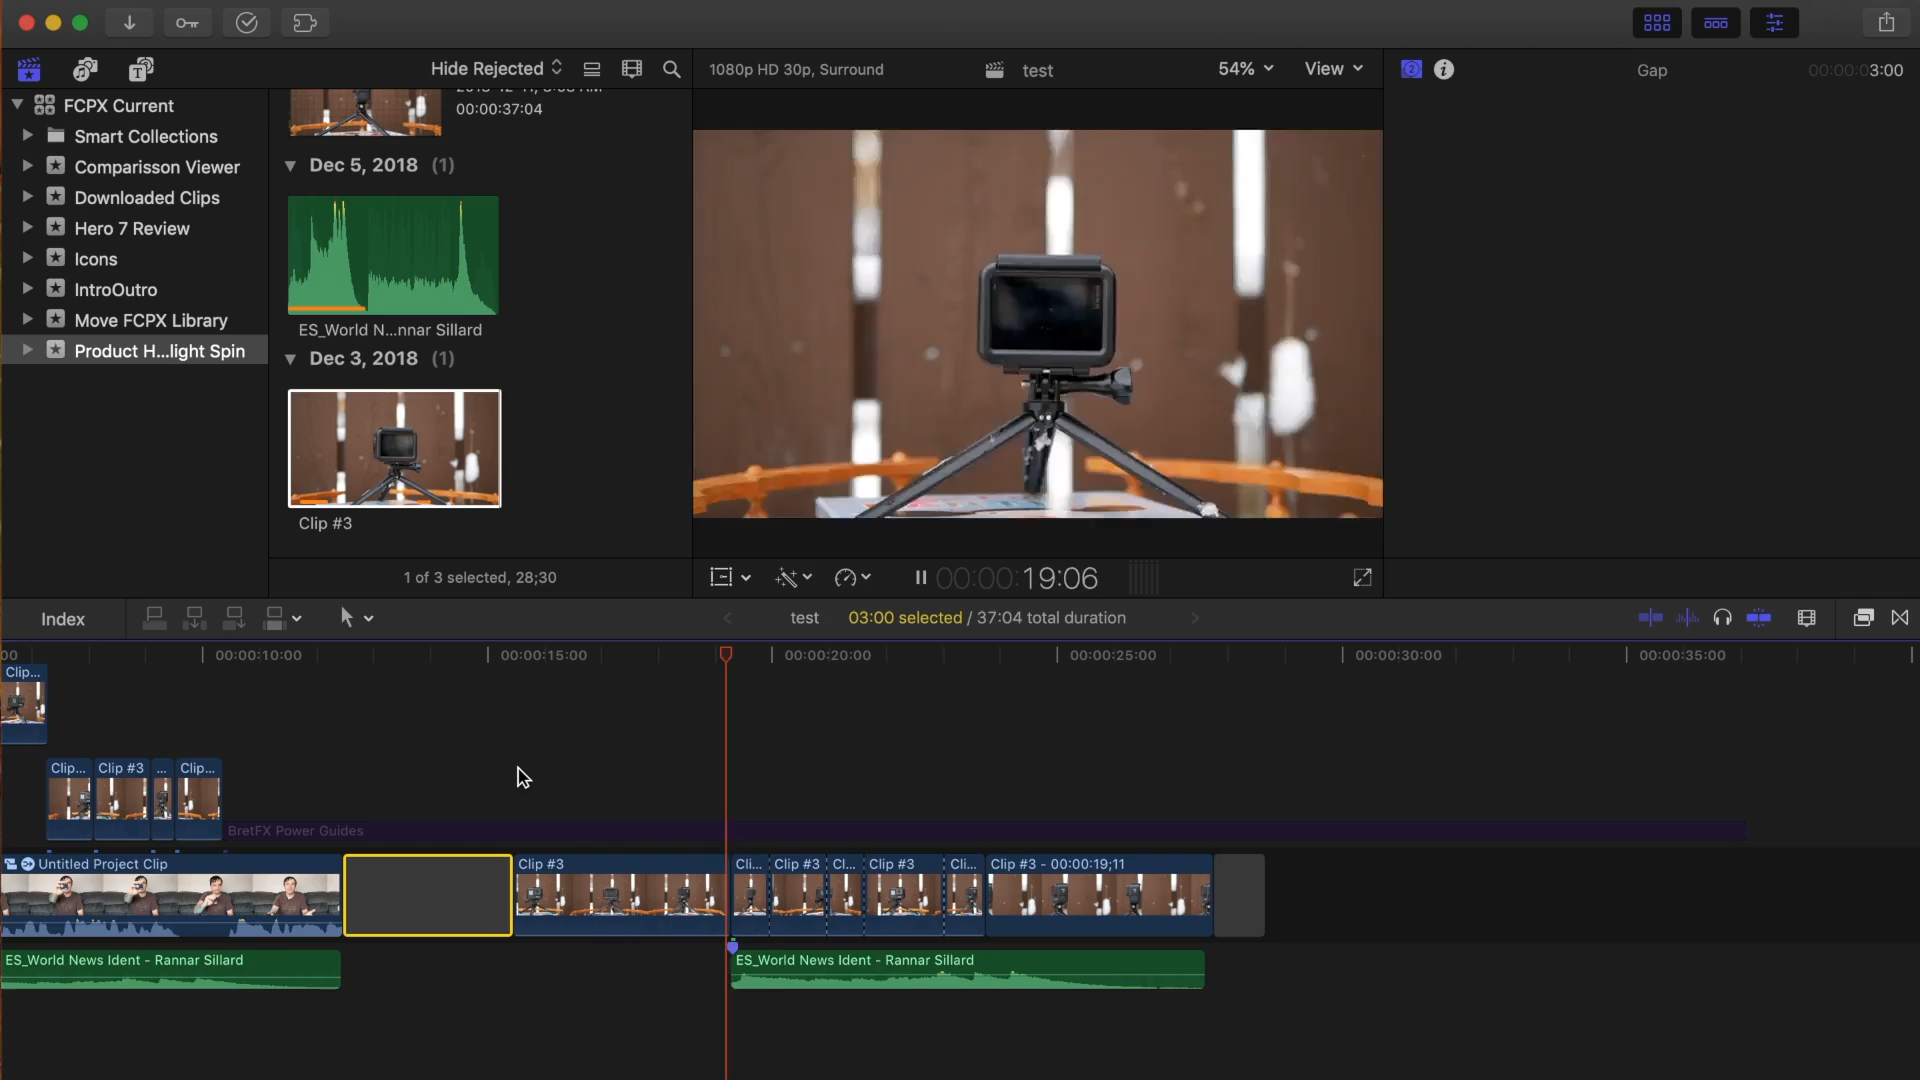 Hide Rejected
1080p HD 30p, Surround
test
54%
View
Gap
00:00:03:00
FCPX Current
Smart Collections
Comparisson Viewer
Downloaded Clips
Hero 7 Review
Icons
IntroOutro
Move FCPX Library
Product H...light Spin
00:00:37:04
Dec 5, 2018 (1)
ES_World N...nnar Sillard
Dec 3, 2018 (1)
Clip #3
1 of 3 selected, 28;30
00:00:19:06
Index
test
03:00 selected / 37:04 total duration
00
00:00:10:00
00:00:15:00
00:00:20:00
00:00:25:00
00:00:30:00
00:00:35:00
Clip...
Clip...
Clip #3
...
Clip...
BretFX Power Guides
Untitled Project Clip
Clip #3
Cli...
Clip #3
Cl...
Clip #3
Cli...
Clip #3 - 00:00:19;11
ES_World News Ident - Rannar Sillard
ES_World News Ident - Rannar Sillard